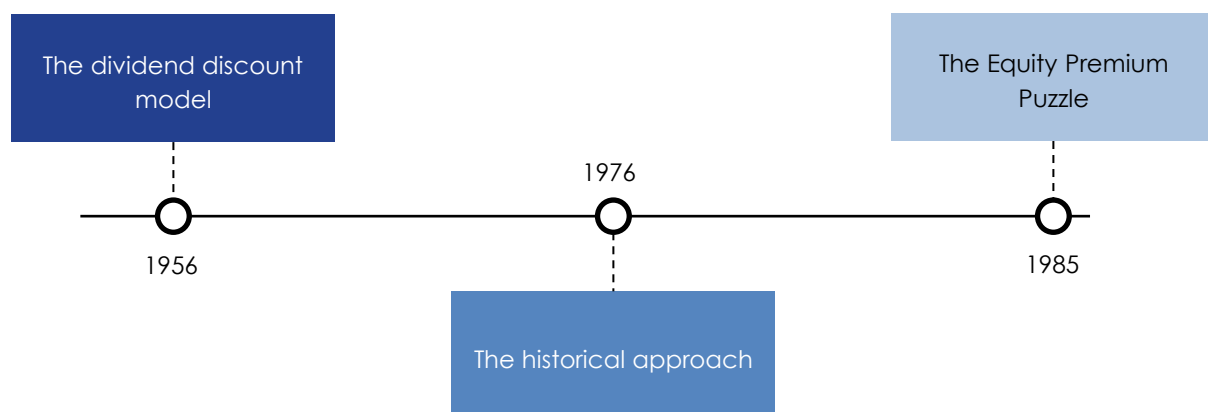 The dividend discount
model
The Equity Premium
Puzzle
1976
1956
1985
The historical approach